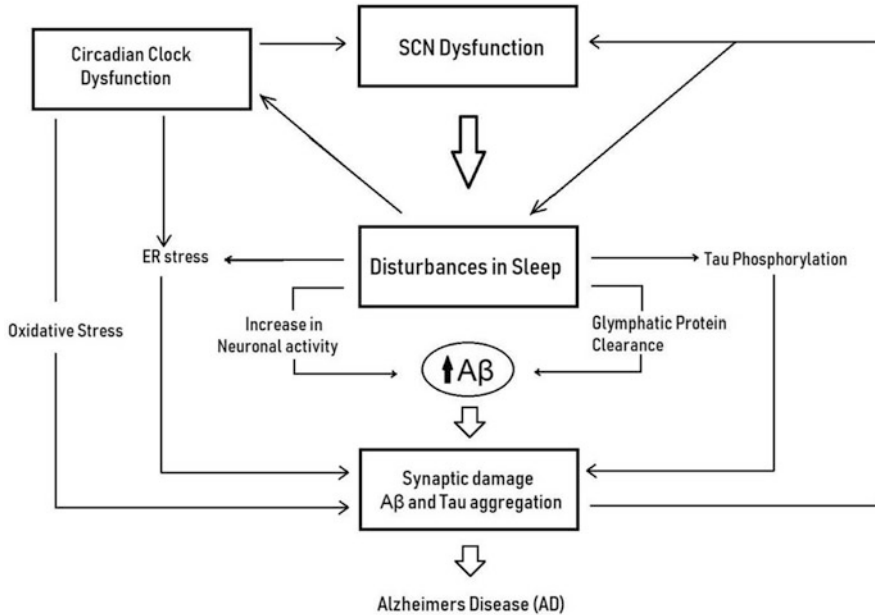 Circadian Clock
Dysfunction
SCN Dysfunction
ER stress
Disturbances in Sleep
Tau Phosphorylation
Oxidative Stress
Increase in
Neuronal activity
Glymphatic Protein
Clearance
Aβ
Synaptic damage
Aβ and Tau aggregation
Alzheimers Disease (AD)